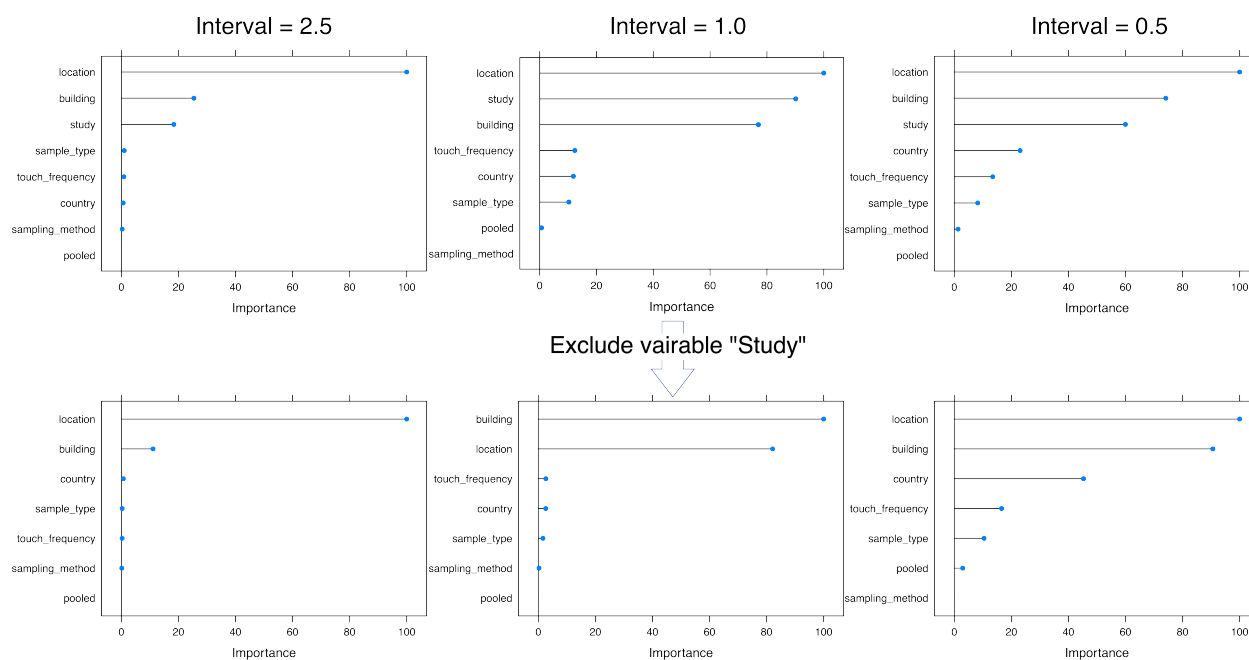 Interval = 2.5
location
building
study
sample_type
touch_frequency
country
sampling_method
pooled
0 20 40 60 80 100
Importance
Interval = 1.0
location
study
building
touch_frequency
country
sample_type
pooled
sampling_method
0 20 40 60 80 100
Importance
Interval = 0.5
location
building
study
country
touch_frequency
sample_type
sampling_method
pooled
0 20 40 60 80 100
Importance
Exclude vairable "Study"
location
building
country
sample_type
touch_frequency
sampling_method
pooled
0 20 40 60 80 100
Importance
building
location
touch_frequency
country
sample_type
sampling_method
pooled
0 20 40 60 80 100
Importance
location
building
country
touch_frequency
sample_type
pooled
sampling_method
0 20 40 60 80 100
Importance